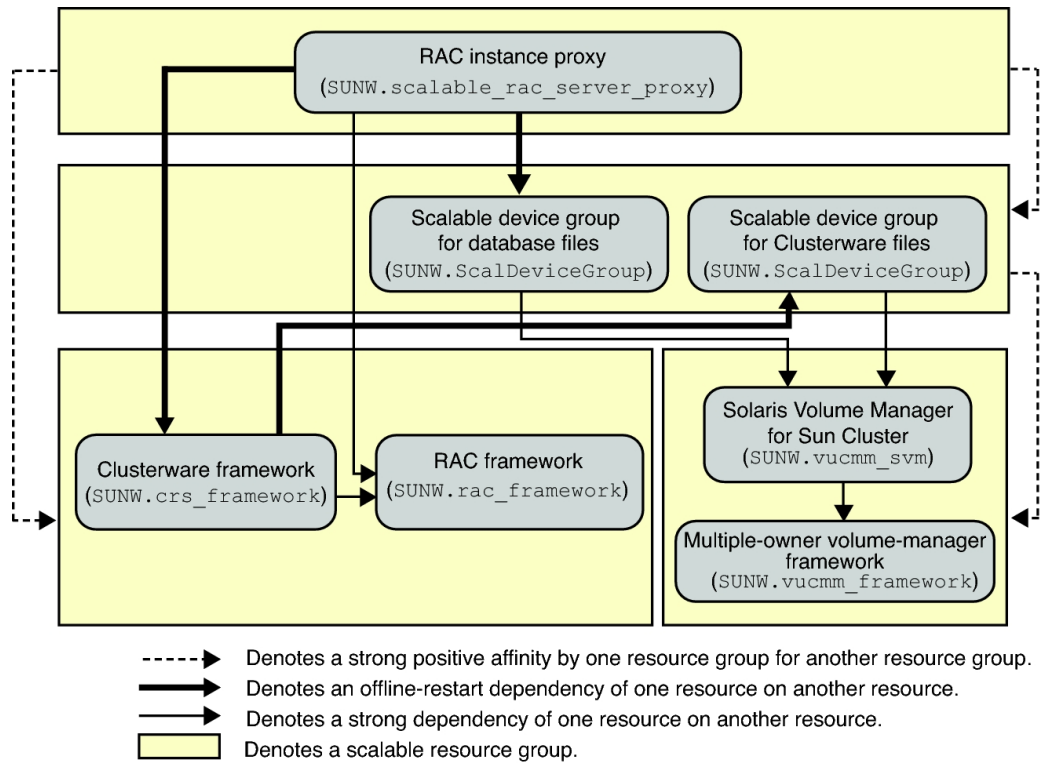 RAC instance proxy
(SUNW.scalable_rac_server_proxy)
Scalable device group
for database files
(SUNW.ScalDeviceGroup)
Scalable device group
for Clusterware files
(SUNW.ScalDeviceGroup)
Clusterware framework
(SUNW.crs_framework)
RAC framework
(SUNW.rac_framework)
Solaris Volume Manager
for Sun Cluster
(SUNW.vucmm_svm)
Multiple-owner volume-manager
framework
(SUNW.vucmm_framework)
Denotes a strong positive affinity by one resource group for another resource group.
Denotes an offline-restart dependency of one resource on another resource.
Denotes a strong dependency of one resource on another resource.
Denotes a scalable resource group.